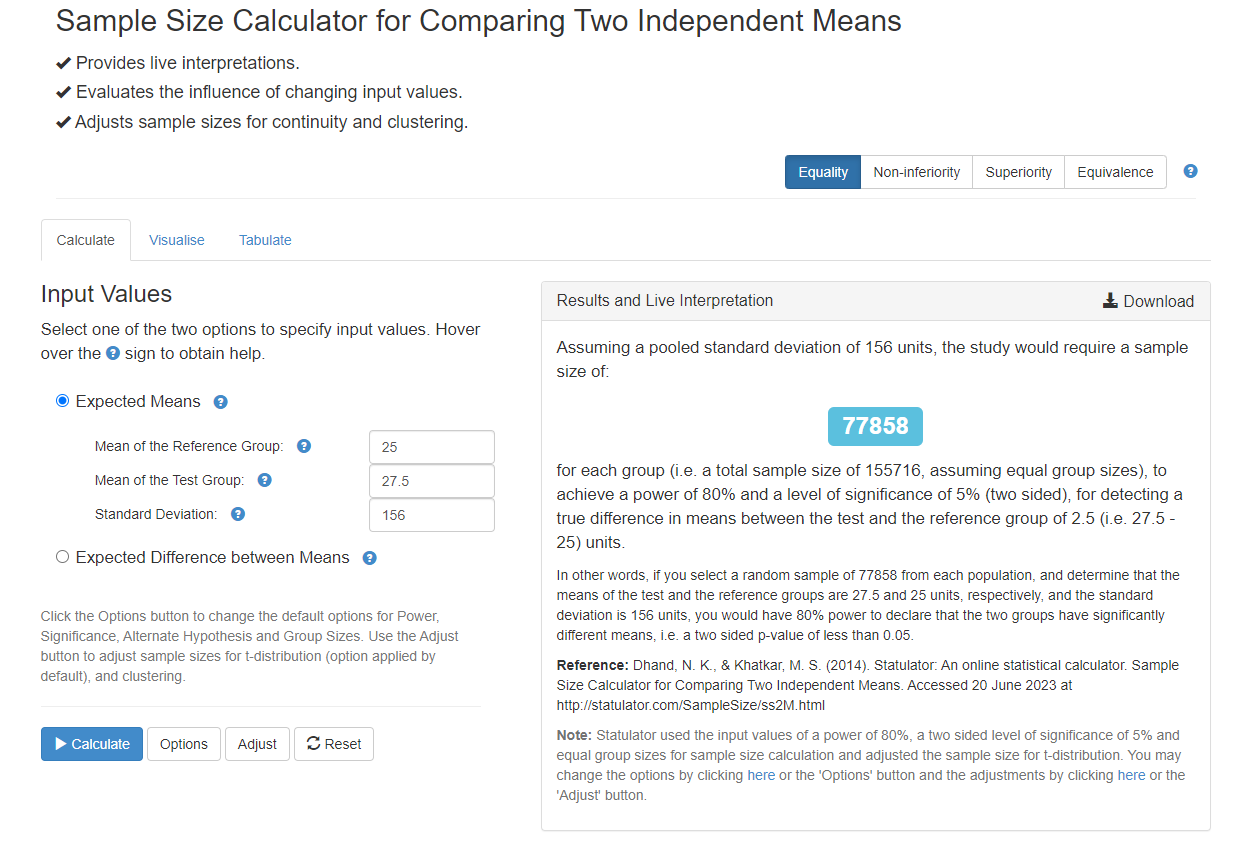 Sample Size Calculator for Comparing Two Independent Means
✔ Provides live interpretations.
✔ Evaluates the influence of changing input values.
✔ Adjusts sample sizes for continuity and clustering.
Equality Non-inferiority Superiority Equivalence ?
Calculate Visualise Tabulate
Input Values
Select one of the two options to specify input values. Hover
over the ? sign to obtain help.
Expected Means ?
Mean of the Reference Group: ? 25
Mean of the Test Group: ? 27.5
Standard Deviation: ? 156
Expected Difference between Means ?
Click the Options button to change the default options for Power,
Significance, Alternate Hypothesis and Group Sizes. Use the Adjust
button to adjust sample sizes for t-distribution (option applied by
default), and clustering.
Calculate Options Adjust Reset
Results and Live Interpretation Download
Assuming a pooled standard deviation of 156 units, the study would require a sample
size of:
77858
for each group (i.e. a total sample size of 155716, assuming equal group sizes), to
achieve a power of 80% and a level of significance of 5% (two sided), for detecting a
true difference in means between the test and the reference group of 2.5 (i.e. 27.5 -
25) units.
In other words, if you select a random sample of 77858 from each population, and determine that the
means of the test and the reference groups are 27.5 and 25 units, respectively, and the standard
deviation is 156 units, you would have 80% power to declare that the two groups have significantly
different means, i.e. a two sided p-value of less than 0.05.
Reference: Dhand, N. K., & Khatkar, M. S. (2014). Statulator: An online statistical calculator. Sample
Size Calculator for Comparing Two Independent Means. Accessed 20 June 2023 at
http://statulator.com/SampleSize/ss2M.html
Note: Statulator used the input values of a power of 80%, a two sided level of significance of 5% and
equal group sizes for sample size calculation and adjusted the sample size for t-distribution. You may
change the options by clicking here or the 'Options' button and the adjustments by clicking here or the
'Adjust' button.